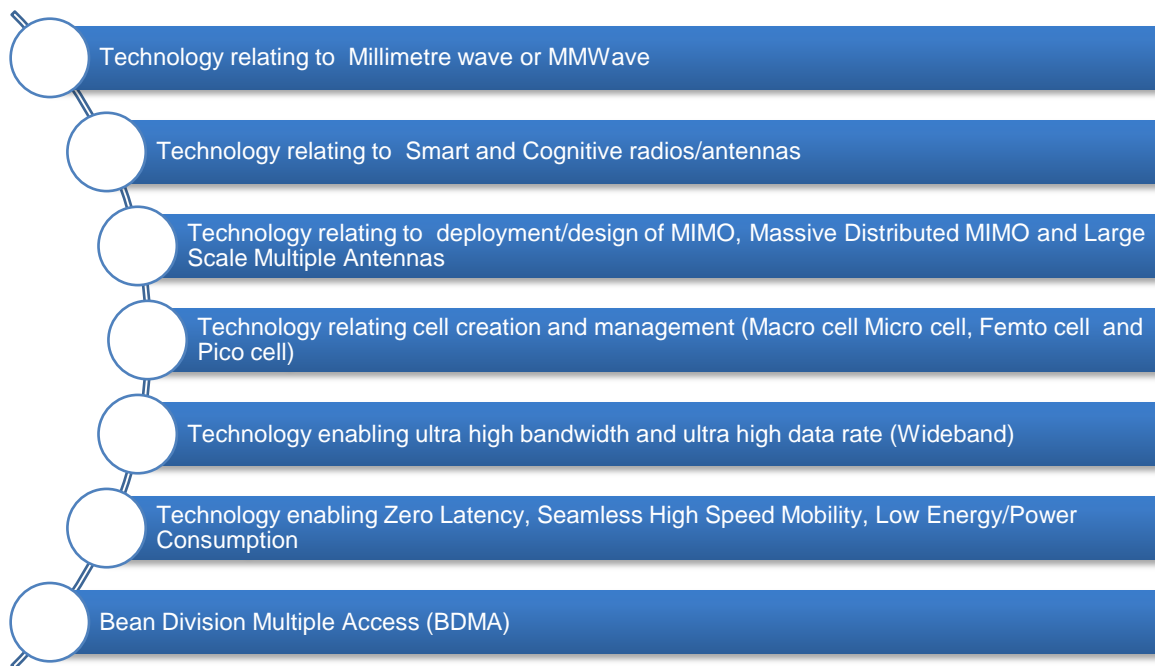 Technology relating to  Millimetre wave or MMWave
Technology relating to  Smart and Cognitive radios/antennas
Technology relating to  deployment/design of MIMO, Massive Distributed MIMO and Large
Scale Multiple Antennas
Technology relating cell creation and management (Macro cell Micro cell, Femto cell  and
Pico cell)
Technology enabling ultra high bandwidth and ultra high data rate (Wideband)
Technology enabling Zero Latency, Seamless High Speed Mobility, Low Energy/Power
Consumption
Bean Division Multiple Access (BDMA)